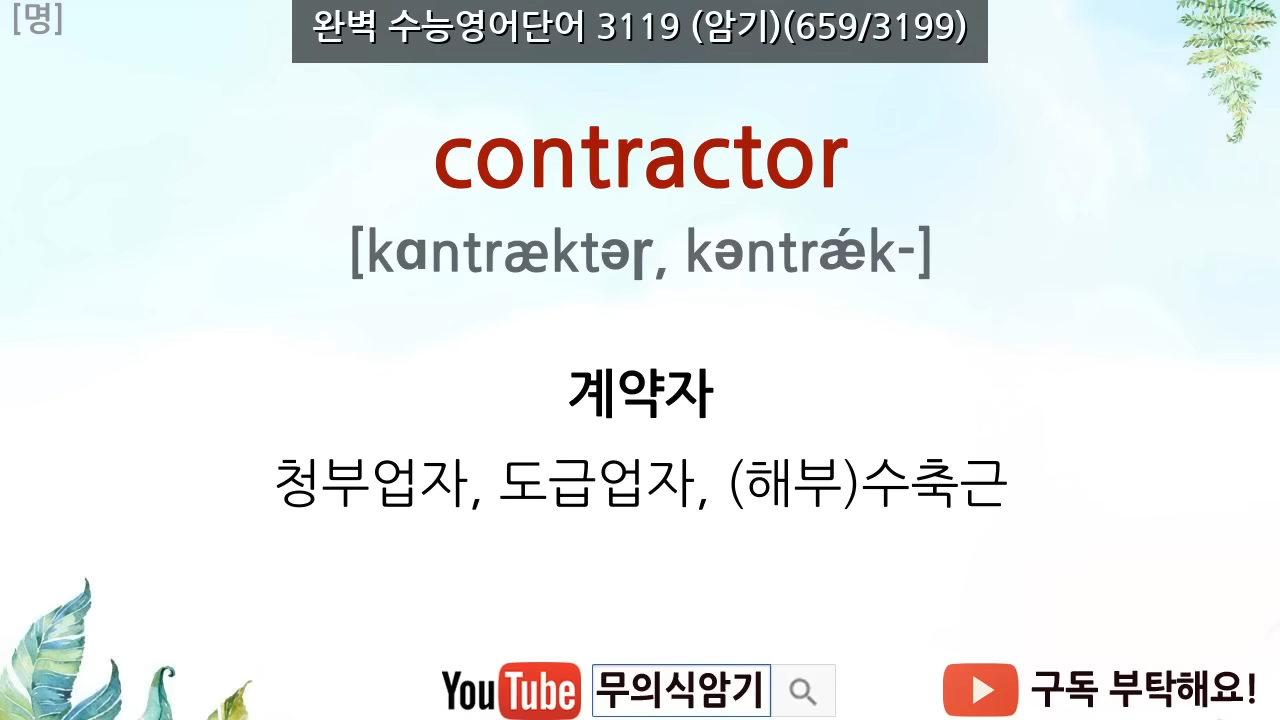 [명]
완벽 수능영어단어 3119 (암기)(659/3199)
contractor
[kɑntræktəɼ, kəntrǽk-]
계약자
청부업자, 도급업자, (해부)수축근
YouTube 무의식암기 구독 부탁해요!